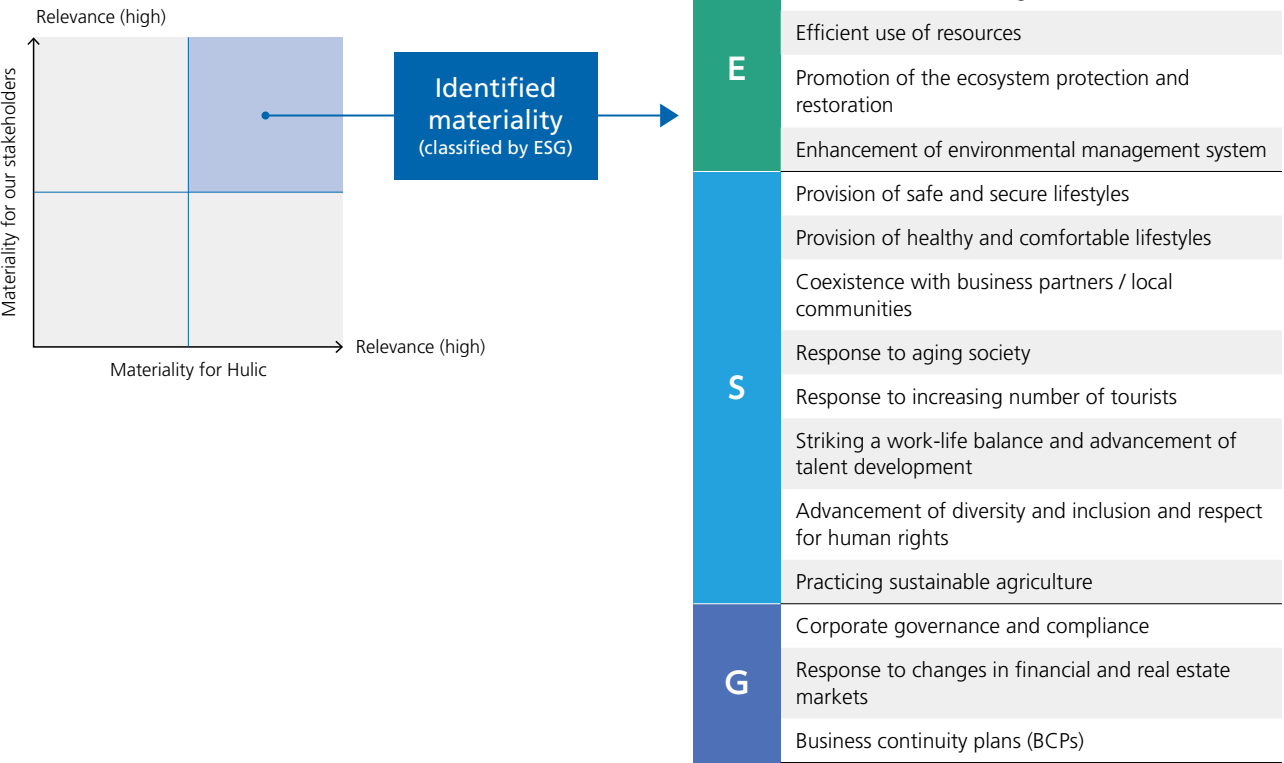 Relevance (high)
Materiality for our stakeholders
Relevance (high)
Materiality for Hulic
Identified
materiality
(classified by ESG)
E
Efficient use of resources
Promotion of the ecosystem protection and
restoration
Enhancement of environmental management system
S
Provision of safe and secure lifestyles
Provision of healthy and comfortable lifestyles
Coexistence with business partners / local
communities
Response to aging society
Response to increasing number of tourists
Striking a work-life balance and advancement of
talent development
Advancement of diversity and inclusion and respect
for human rights
Practicing sustainable agriculture
G
Corporate governance and compliance
Response to changes in financial and real estate
markets
Business continuity plans (BCPs)